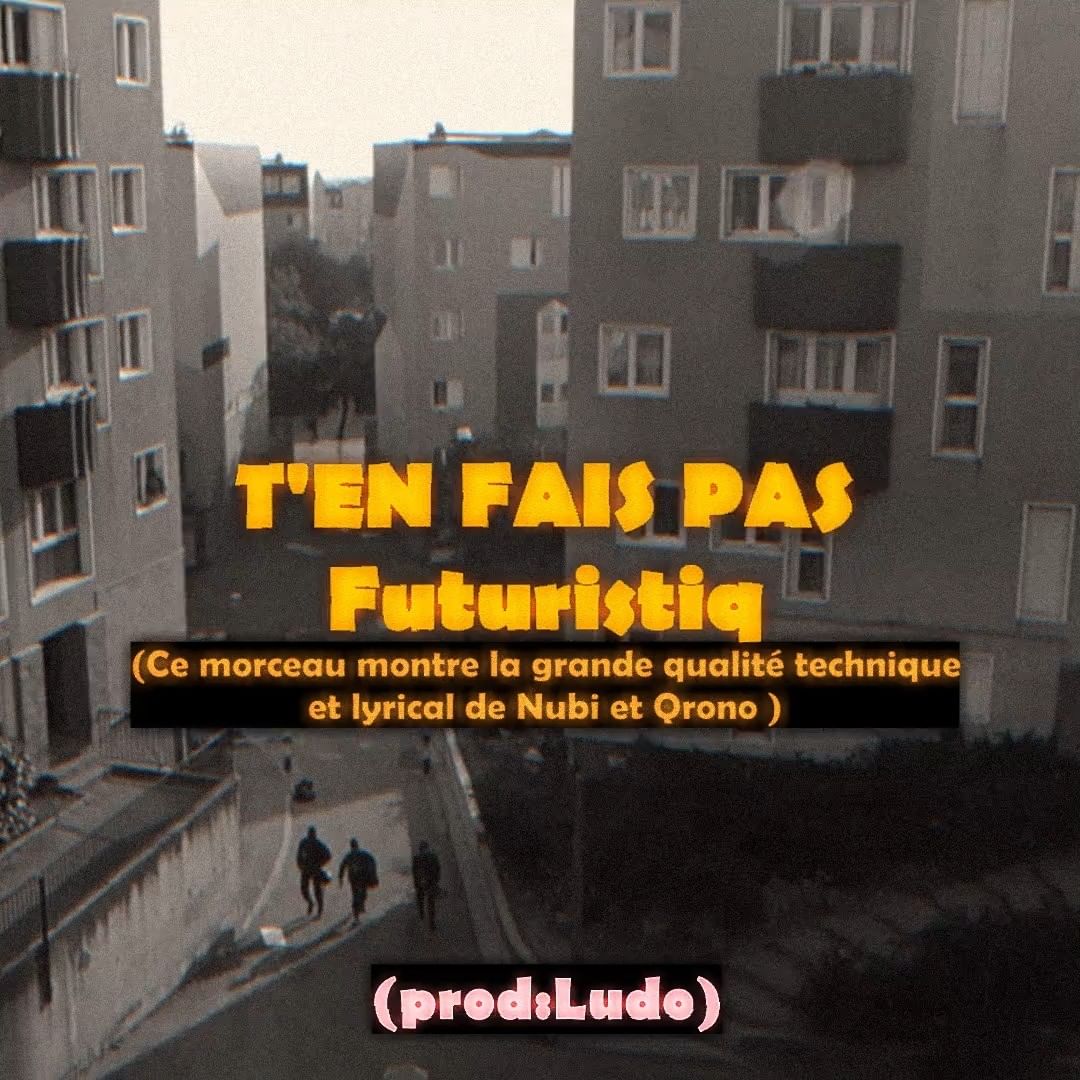 T'EN FAIS PAS
Futuristiq
(Ce morceau montre la grande qualité technique
et lyrical de Nubi et Qrono )
(prod:Ludo)